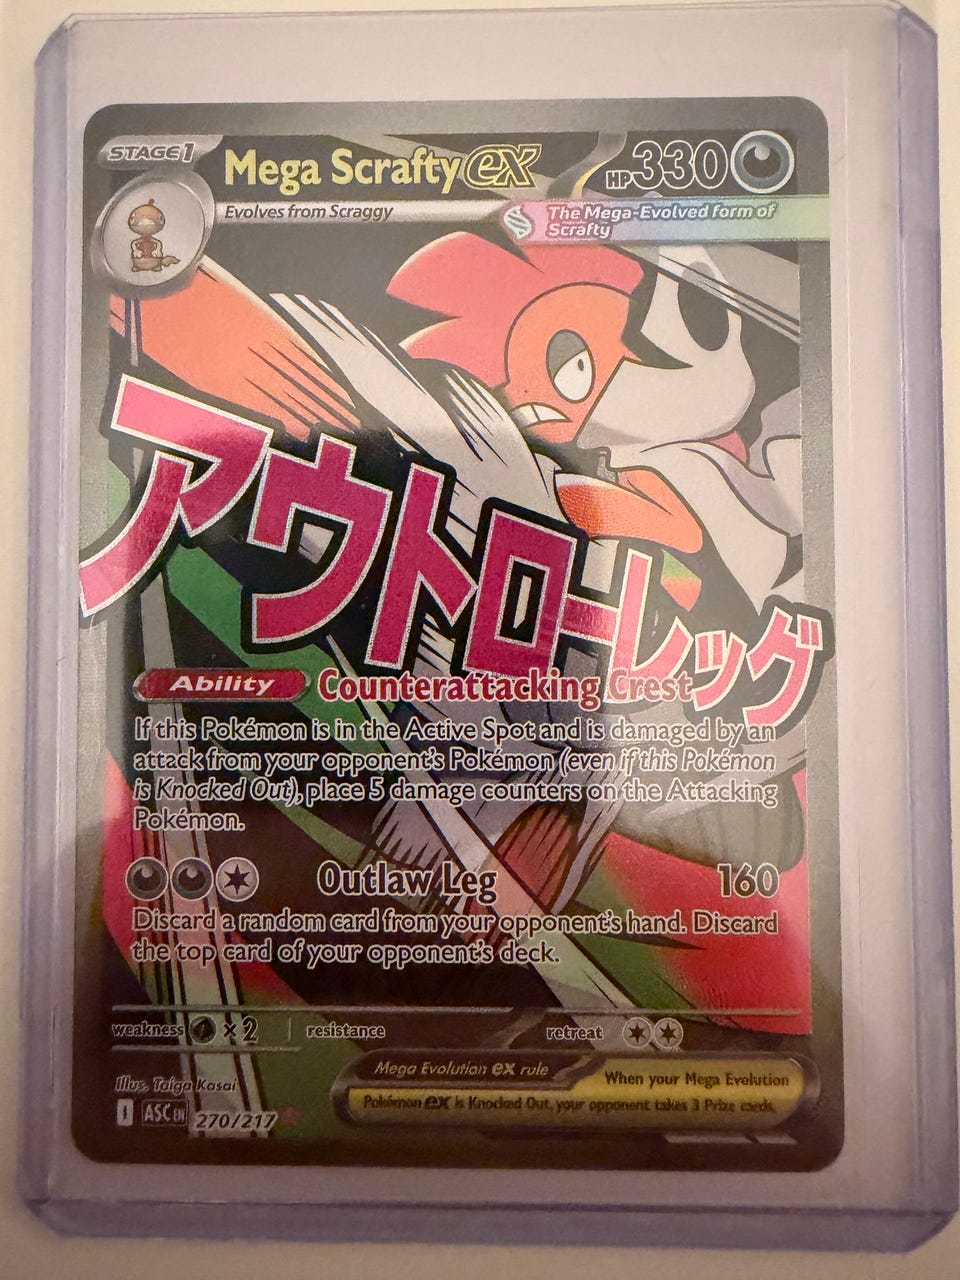 STAGE1
Mega Scrafty ex
HP330
Evolves from Scraggy
The Mega-Evolved form of
Scrafty
アウトローレッグ
Ability Counterattacking Crest
If this Pokémon is in the Active Spot and is damaged by an
attack from your opponent's Pokémon (even if this Pokémon
is Knocked Out), place 5 damage counters on the Attacking
Pokémon.
Outlaw Leg 160
Discard a random card from your opponent's hand. Discard
the top card of your opponent's deck.
weakness ×2 resistance retreat
Mega Evolution ex rule
When your Mega Evolution
Pokémon ex is Knocked Out, your opponent takes 3 Prize cards.
Illus. Taiga Kasai
I ASC EN 270/217